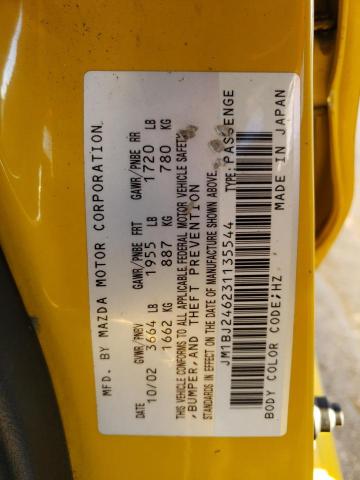 MFD. BY MAZDA MOTOR CORPORATION
DATE GVWR/PNBV GAWR/PNBE FRT GAWR/PNBE RR
10/02 3664 LB 1955 LB 1720 LB
1662 KG 887 KG 780 KG
THIS VEHICLE CONFORMS TO ALL APPLICABLE FEDERAL MOTOR VEHICLE SAFETY
,BUMPER,AND THEFT PREVENTION
STANDARDS IN EFFECT ON THE DATE OF MANUFACTURE SHOWN ABOVE.
JM1BJ246231135544 TYPE:PASSENGE
BODY COLOR CODE;HZ MADE IN JAPAN